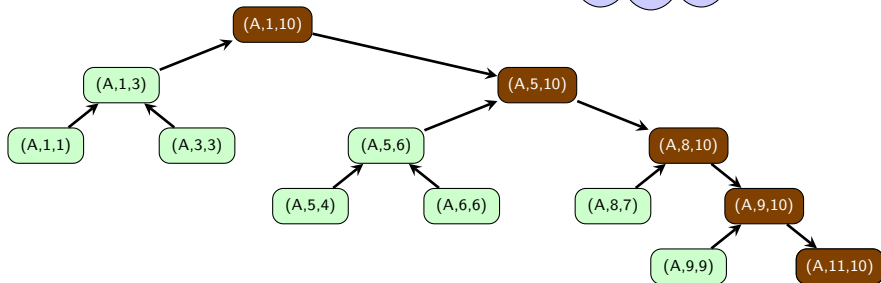 (A,1,10)
(A,1,3)
(A,5,10)
(A,1,1)
(A,3,3)
(A,5,6)
(A,8,10)
(A,5,4)
(A,6,6)
(A,8,7)
(A,9,10)
(A,9,9)
(A,11,10)